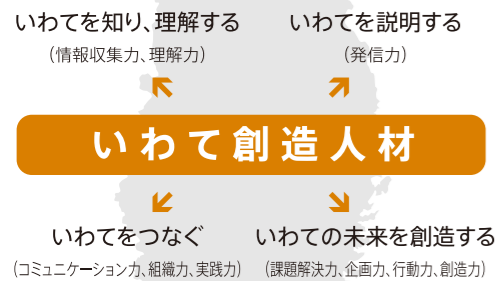 いわてを知り、理解する
(情報収集力、理解力)
いわてを説明する
(発信力)
いわて創造人材
いわてをつなぐ
(コミュニケーション力、組織力、実践力)
いわての未来を創造する
(課題解決力、企画力、行動力、創造力)